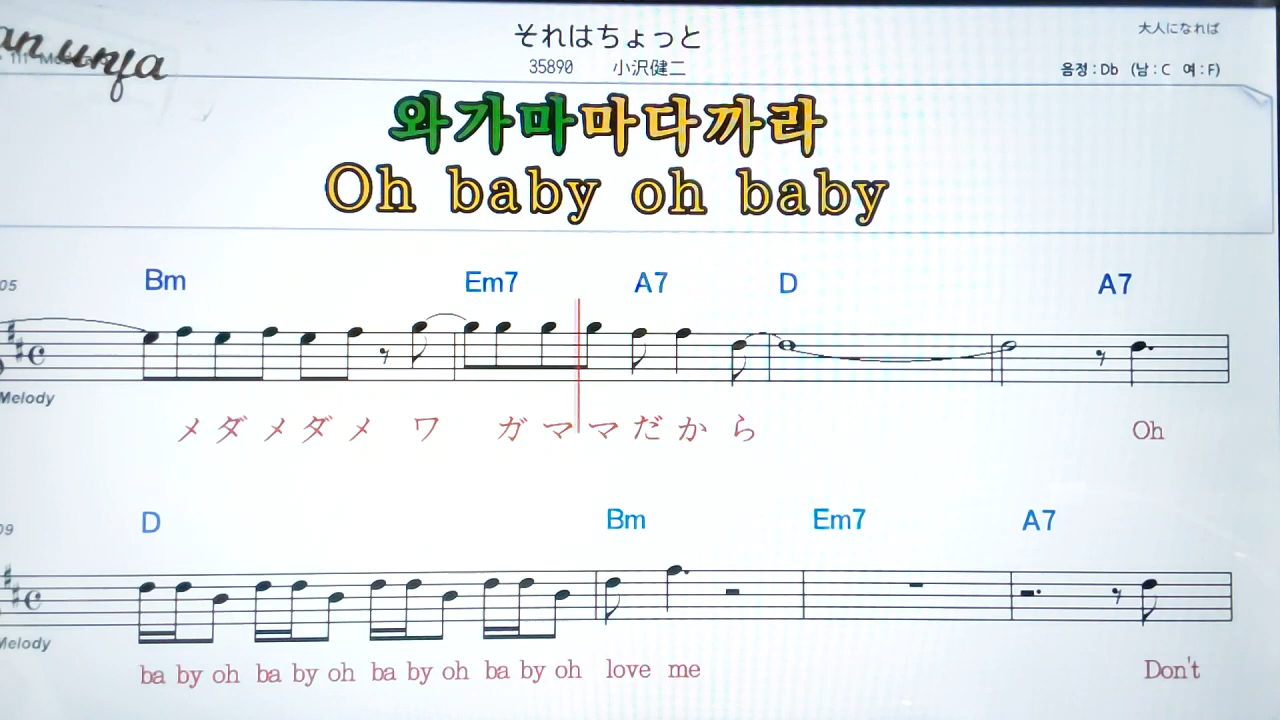 それはちょっと
大人になれば
35890 小沢健二
음정 : Db (남 : C 여 : F)
와가마마다까라
Oh baby oh baby
05
Bm Em7 A7 D A7
Melody
メ ダ メ ダ メ ワ ガ マ マ だ か ら Oh
09
D Bm Em7 A7
Melody
ba by oh ba by oh ba by oh ba by oh love me Don't